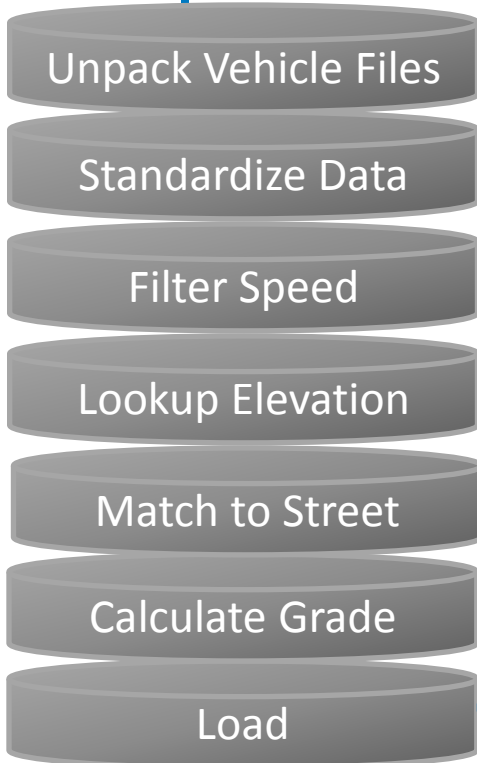 Unpack Vehicle Files
Standardize Data
Filter Speed
Lookup Elevation
Match to Street
Calculate Grade
Load